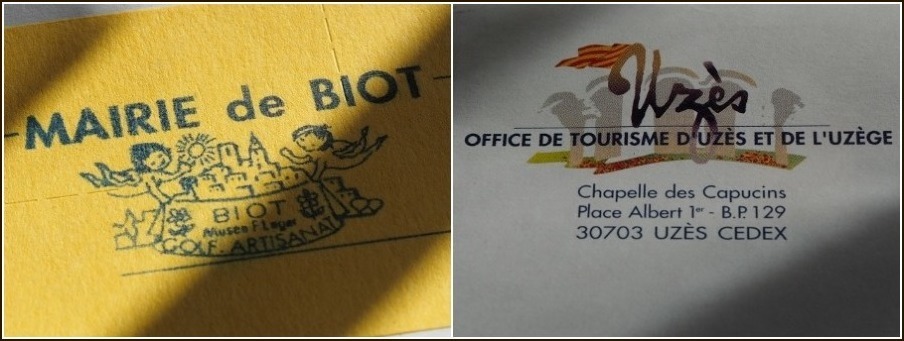 MAIRIE de BIOT
BIOT
Musée F. Léger
GOLF. ARTISANAT
Uzès
OFFICE DE TOURISME D'UZÈS ET DE L'UZÈGE
Chapelle des Capucins
Place Albert 1er - B.P. 129
30703 UZÈS CEDEX